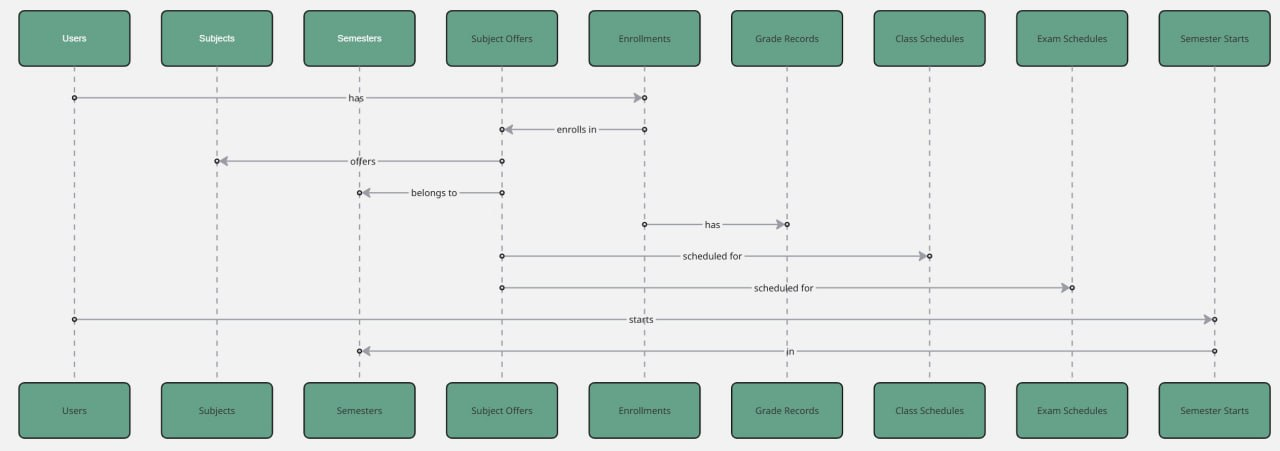 Users
Subjects
Semesters
Subject Offers
Enrollments
Grade Records
Class Schedules
Exam Schedules
Semester Starts
has
enrolls in
offers
belongs to
has
scheduled for
scheduled for
starts
in
Users
Subjects
Semesters
Subject Offers
Enrollments
Grade Records
Class Schedules
Exam Schedules
Semester Starts